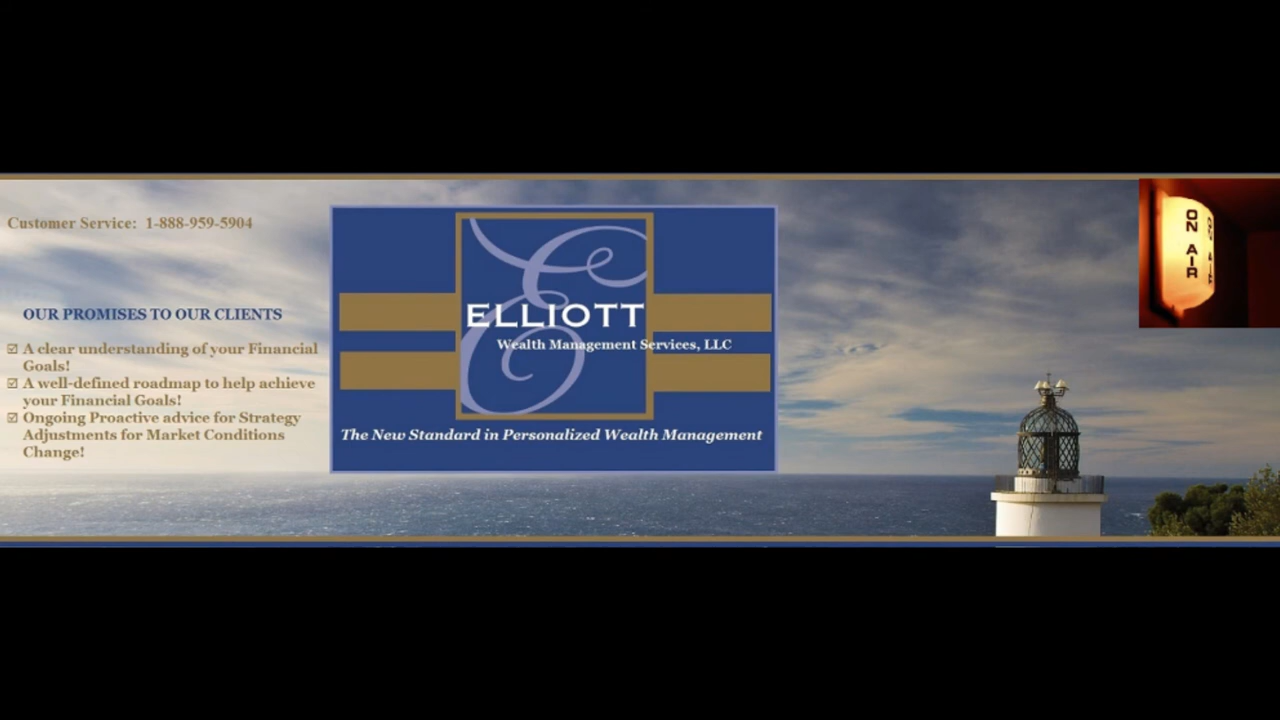 Customer Service: 1-888-959-5904
OUR PROMISES TO OUR CLIENTS
☑ A clear understanding of your Financial
Goals!
☑ A well-defined roadmap to help achieve
your Financial Goals!
☑ Ongoing Proactive advice for Strategy
Adjustments for Market Conditions
Change!
E
ELLIOTT
Wealth Management Services, LLC
The New Standard in Personalized Wealth Management
ON AIR
ON AIR